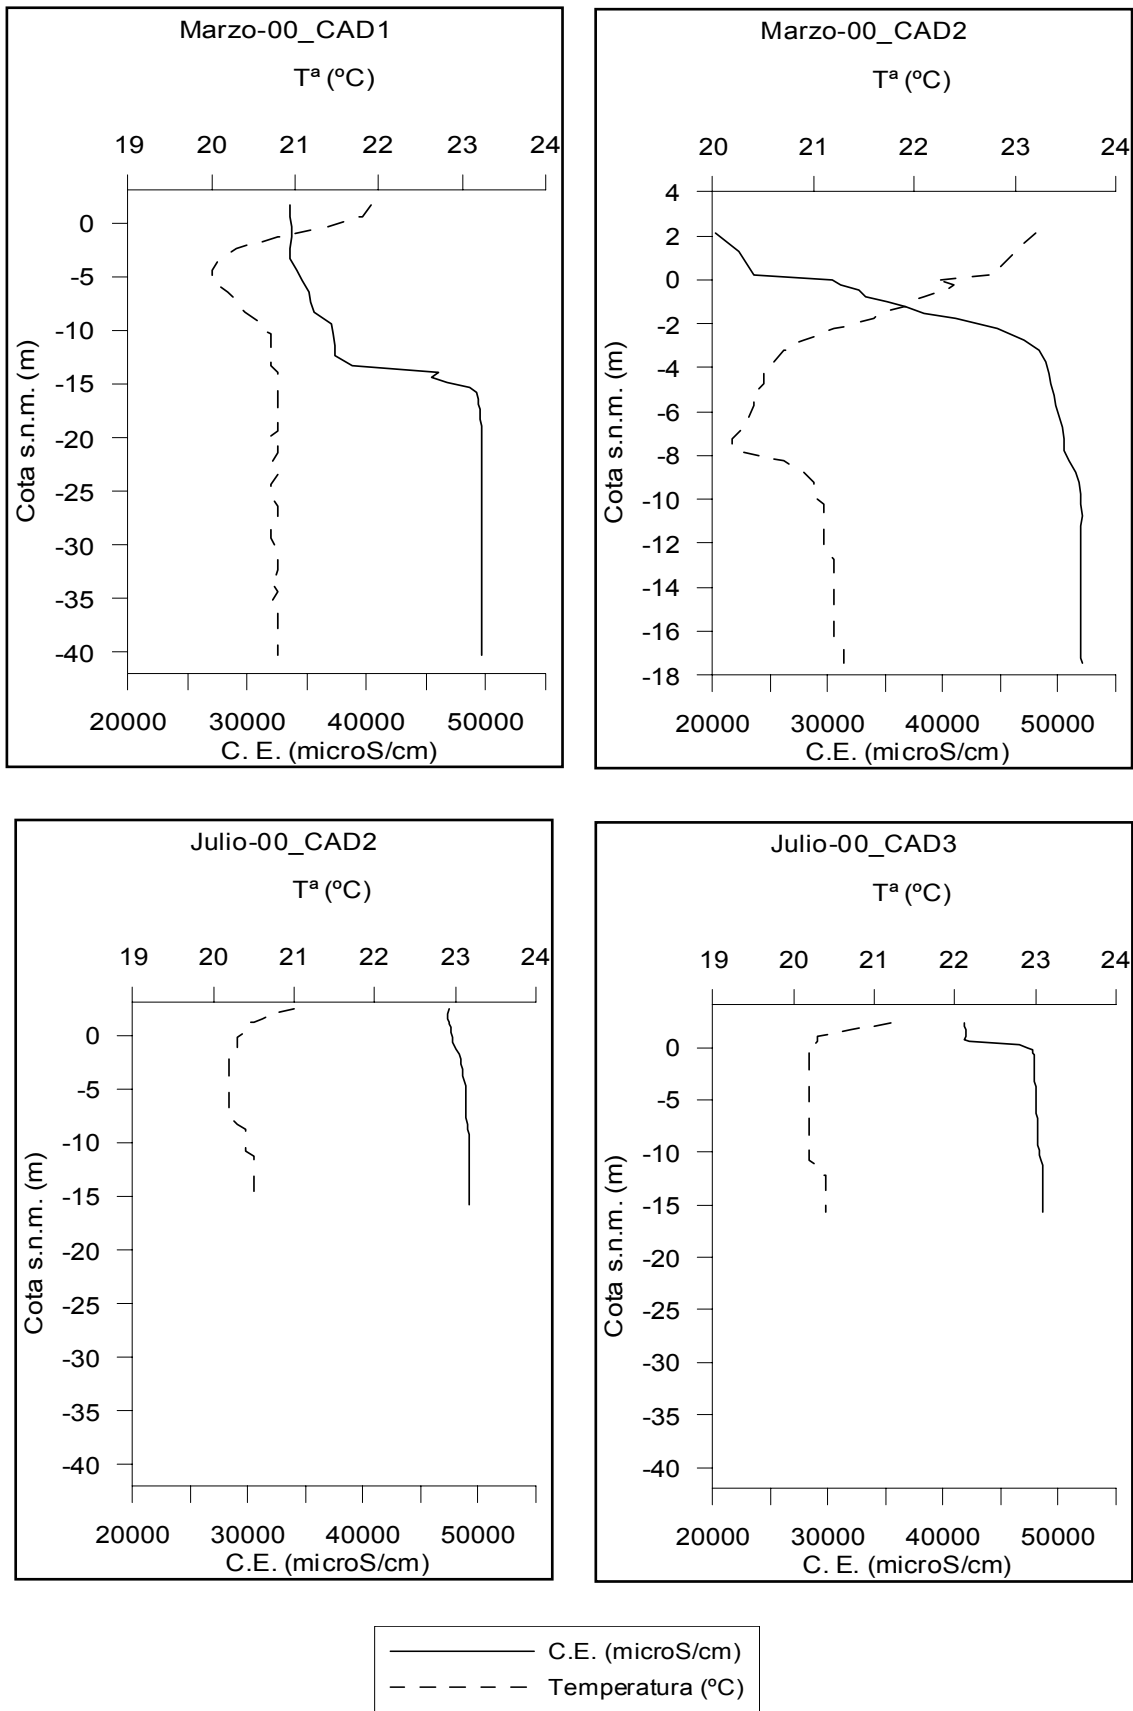 Marzo-00_CAD1
Tª (ºC)
19 20 21 22 23 24
0
-5
-10
-15
-20
-25
-30
-35
-40
Cota s.n.m. (m)
20000 30000 40000 50000
C. E. (microS/cm)
Marzo-00_CAD2
Tª (ºC)
20 21 22 23 24
4
2
0
-2
-4
-6
-8
-10
-12
-14
-16
-18
Cota s.n.m. (m)
20000 30000 40000 50000
C. E. (microS/cm)
Julio-00_CAD2
Tª (ºC)
19 20 21 22 23 24
0
-5
-10
-15
-20
-25
-30
-35
-40
Cota s.n.m. (m)
20000 30000 40000 50000
C.E. (microS/cm)
Julio-00_CAD3
Tª (ºC)
19 20 21 22 23 24
0
-5
-10
-15
-20
-25
-30
-35
-40
Cota s.n.m. (m)
20000 30000 40000 50000
C. E. (microS/cm)
C.E. (microS/cm)
Temperatura (ºC)